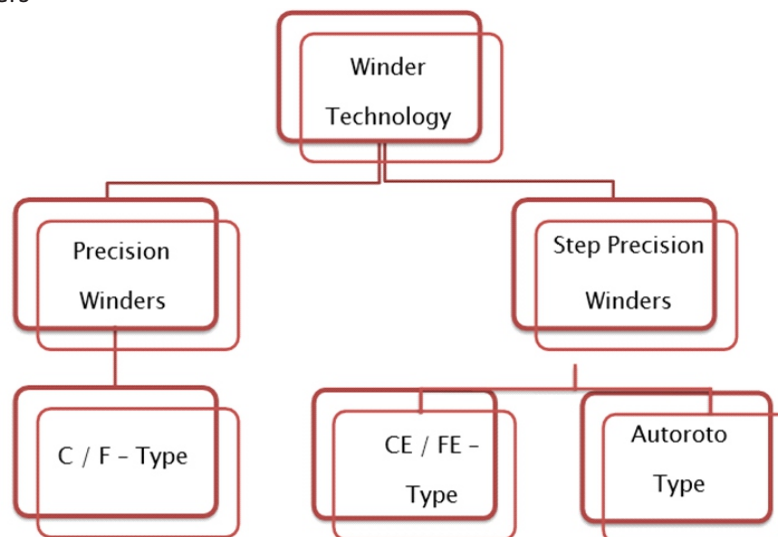 Winder
Technology
Precision
Winders
Step Precision
Winders
C / F – Type
CE / FE –
Type
Autoroto
Type